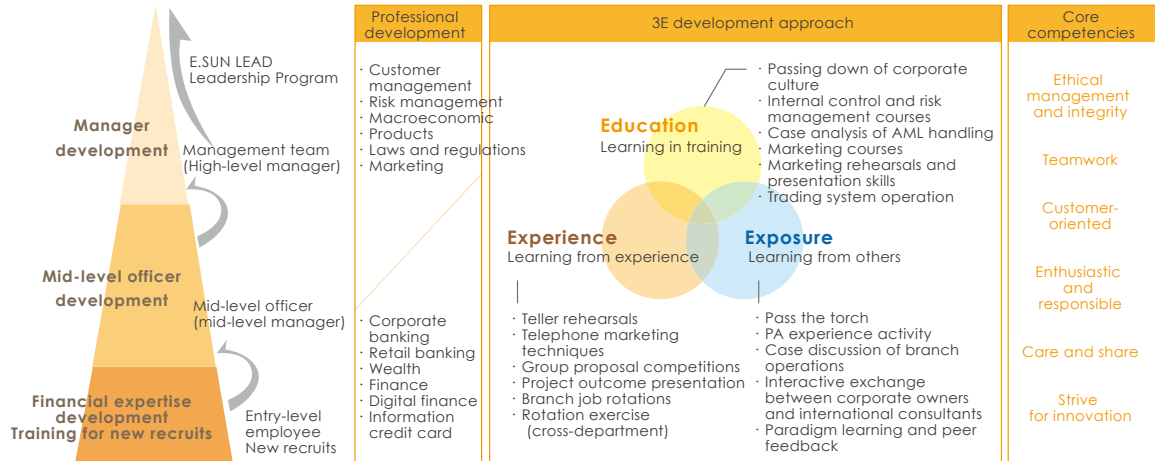 E.SUN LEAD
Leadership Program
Manager
development
Management team
(High-level manager)
Mid-level officer
development
Mid-level officer
(mid-level manager)
Financial expertise
development
Training for new recruits
Entry-level
employee
New recruits
Professional
development
· Customer
management
· Risk management
· Macroeconomic
· Products
· Laws and regulations
· Marketing
· Corporate
banking
· Retail banking
· Wealth
· Finance
· Digital finance
· Information
credit card
3E development approach
Education
Learning in training
· Passing down of corporate
culture
· Internal control and risk
management courses
· Case analysis of AML handling
· Marketing courses
· Marketing rehearsals and
presentation skills
· Trading system operation
Experience
Learning from experience
· Teller rehearsals
· Telephone marketing
techniques
· Group proposal competitions
· Project outcome presentation
· Branch job rotations
· Rotation exercise
(cross-department)
Exposure
Learning from others
· Pass the torch
· PA experience activity
· Case discussion of branch
operations
· Interactive exchange
between corporate owners
and international consultants
· Paradigm learning and peer
feedback
Core
competencies
Ethical
management
and integrity
Teamwork
Customer-
oriented
Enthusiastic
and
responsible
Care and share
Strive
for innovation